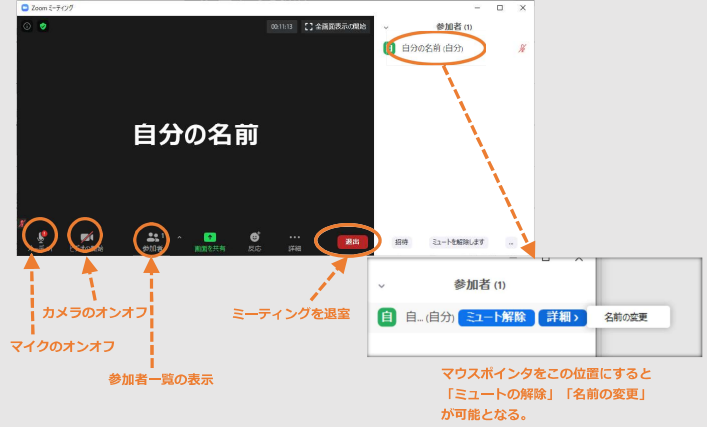 Zoom ミーティング
00:11:13
全画面表示の開始
参加者 (1)
自 自分の名前 (自分)
自分の名前
参加者 1
画面を共有
反応
詳細
退出
招待
ミュートを解除します
...
参加者 (1)
自 自... (自分) ミュート解除 詳細 > 名前の変更
カメラのオンオフ
ミーティングを退室
マイクのオンオフ
参加者一覧の表示
マウスポインタをこの位置にすると
「ミュートの解除」「名前の変更」
が可能となる。